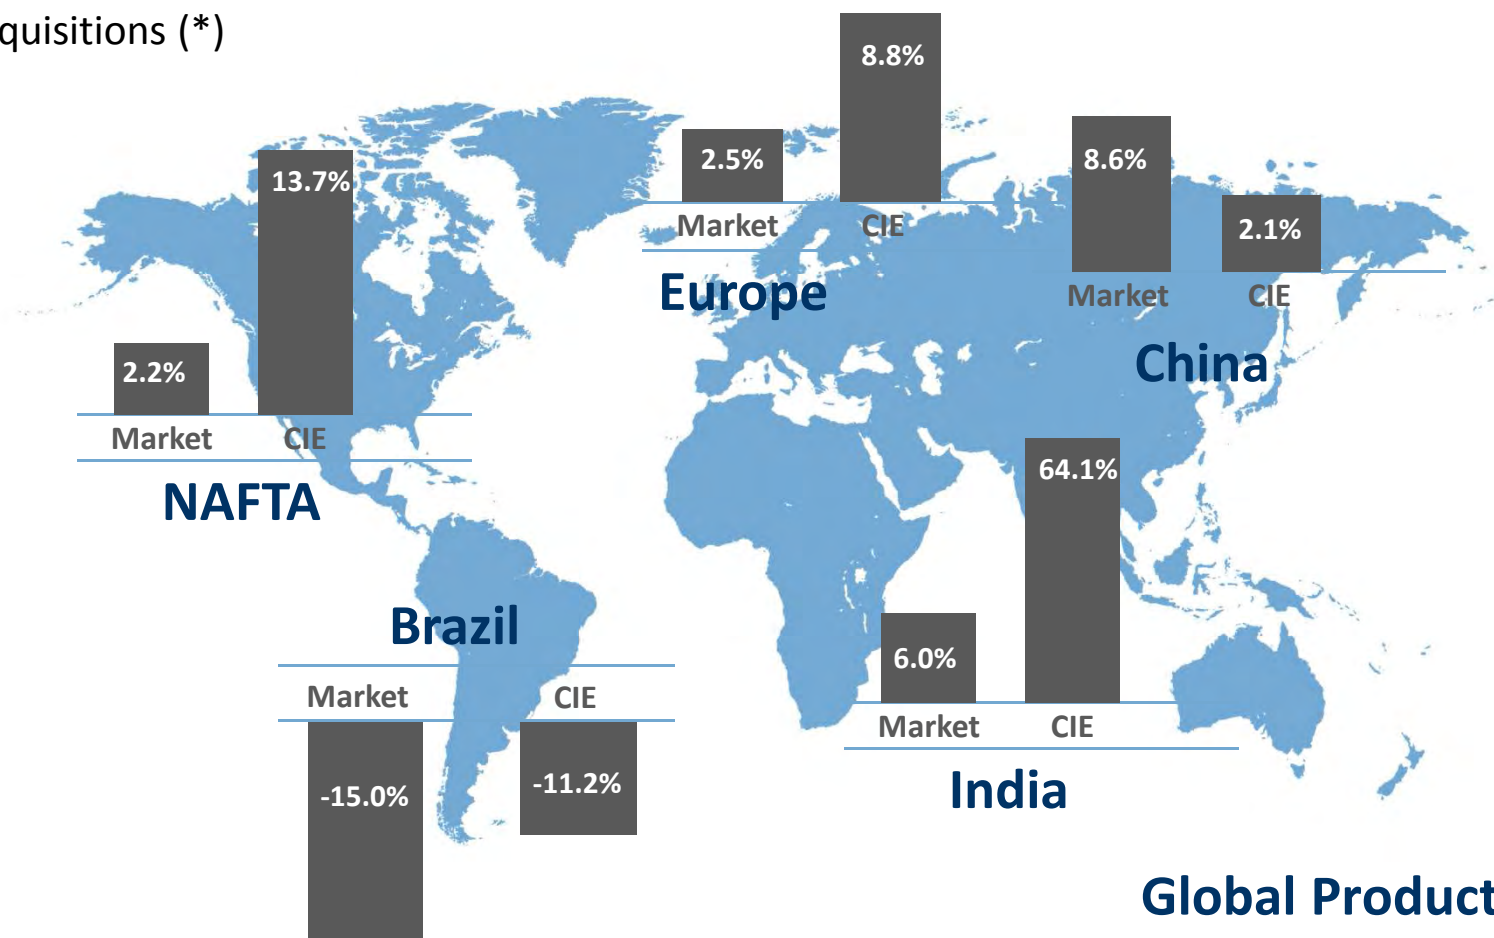 quisitions (*)
8.8%
2.5%
Market
CIE
Europe
8.6%
2.1%
Market
CIE
China
13.7%
2.2%
Market
CIE
NAFTA
64.1%
6.0%
Market
CIE
India
Brazil
Market
CIE
-15.0%
-11.2%
Global Product